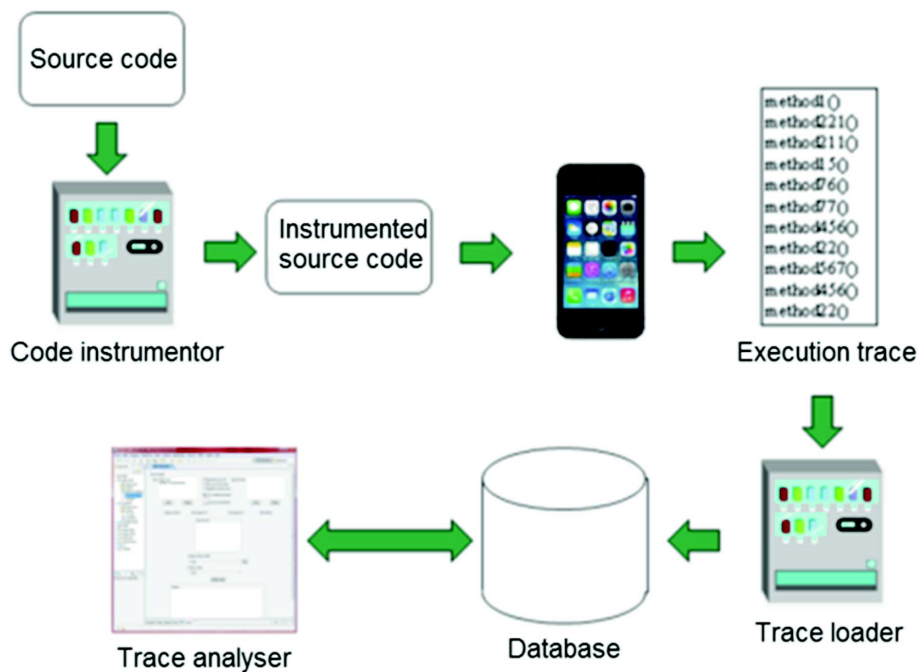 Source code
Instrumented
source code
method1()
method221()
method211()
method15()
method76()
method77()
method456()
method22()
method567()
method456()
method22()
Code instrumentor
Execution trace
Trace analyser
Database
Trace loader